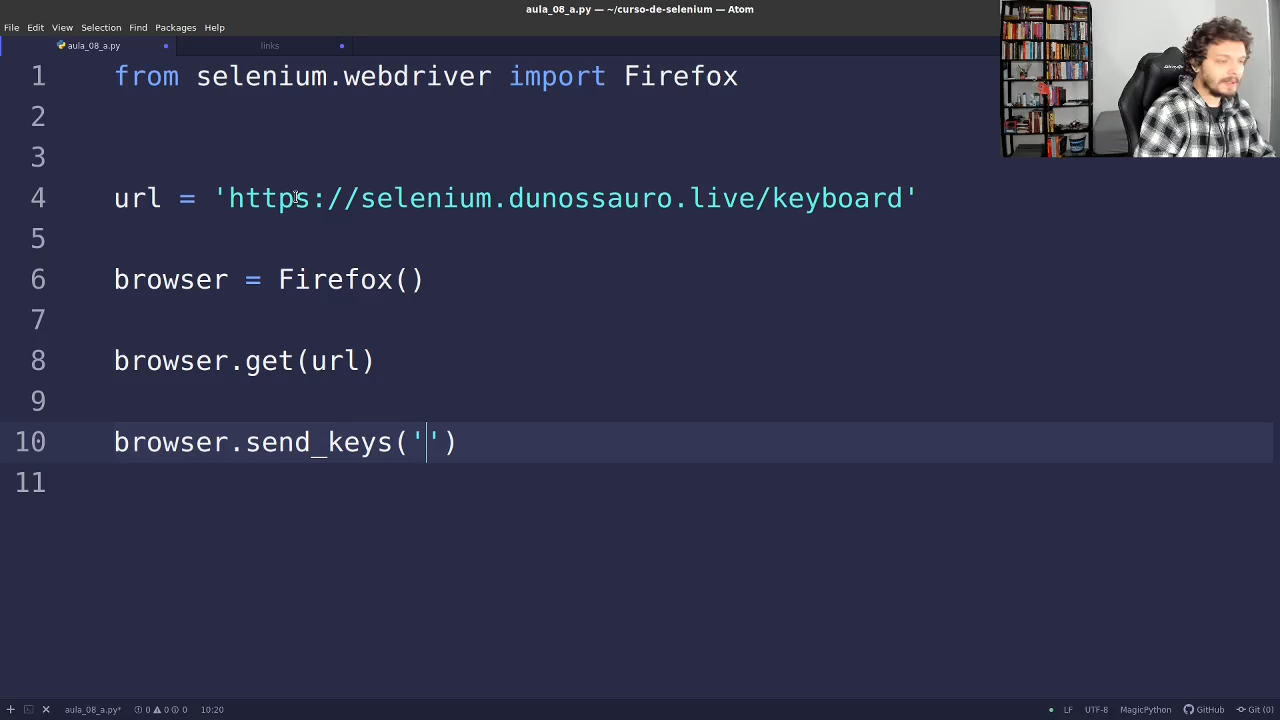 aula_08_a.py — ~/curso-de-selenium — Atom
File Edit View Selection Find Packages Help
aula_08_a.py links
1 from selenium.webdriver import Firefox
2
3
4 url = 'https://selenium.dunossauro.live/keyboard'
5
6 browser = Firefox()
7
8 browser.get(url)
9
10 browser.send_keys('')
11
aula_08_a.py* 0 0 0 10:20 LF UTF-8 MagicPython GitHub Git (0)